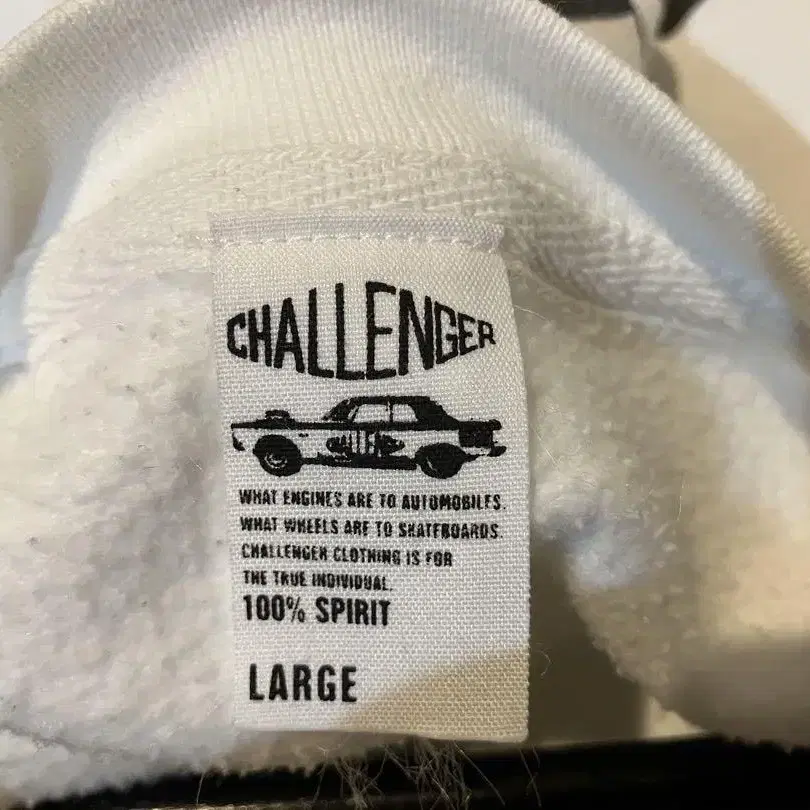 CHALLENGER
WHAT ENGINES ARE TO AUTOMOBILES.
WHAT WHEELS ARE TO SKATEBOARDS.
CHALLENGER CLOTHING IS FOR
THE TRUE INDIVIDUAL.
100% SPIRIT
LARGE